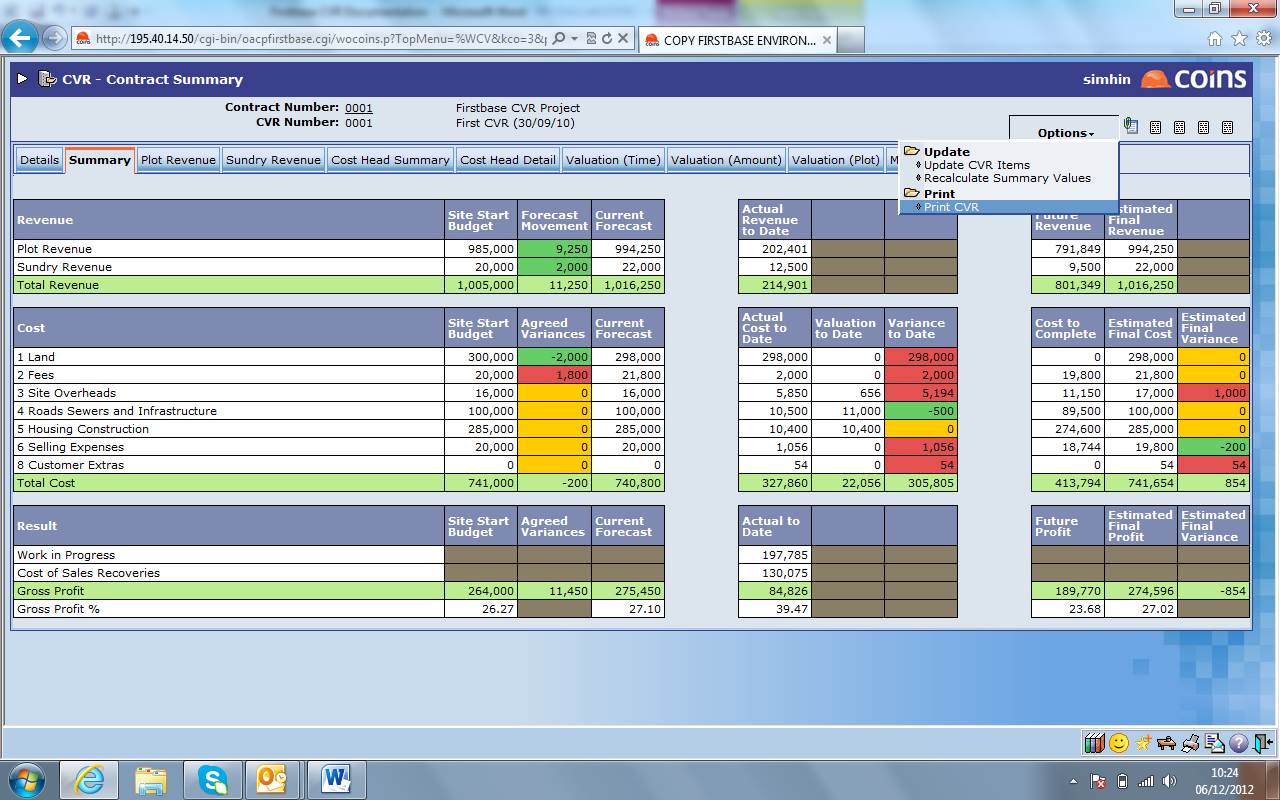 http://195.40.14.50/cgi-bin/oacpfirstbase.cgi/wocoins.p?TopMenu=%WCV&kco=3&
COPY FIRSTBASE ENVIRON...
CVR - Contract Summary
simhin coins
Contract Number: 0001 Firstbase CVR Project
CVR Number: 0001 First CVR (30/09/10)
Options
Details Summary Plot Revenue Sundry Revenue Cost Head Summary Cost Head Detail Valuation (Time) Valuation (Amount) Valuation (Plot) M
Update
Update CVR Items
Recalculate Summary Values
Print
Print CVR
Revenue Site Start Budget Forecast Movement Current Forecast Actual Revenue to Date Future Revenue Estimated Final Revenue
Plot Revenue 985,000 9,250 994,250 202,401 791,849 994,250
Sundry Revenue 20,000 2,000 22,000 12,500 9,500 22,000
Total Revenue 1,005,000 11,250 1,016,250 214,901 801,349 1,016,250
Cost Site Start Budget Agreed Variances Current Forecast Actual Cost to Date Valuation to Date Variance to Date Cost to Complete Estimated Final Cost Estimated Final Variance
1 Land 300,000 -2,000 298,000 298,000 0 298,000 0 298,000 0
2 Fees 20,000 1,800 21,800 2,000 0 2,000 19,800 21,800 0
3 Site Overheads 16,000 0 16,000 5,850 656 5,194 11,150 17,000 1,000
4 Roads Sewers and Infrastructure 100,000 0 100,000 10,500 11,000 -500 89,500 100,000 0
5 Housing Construction 285,000 0 285,000 10,400 10,400 0 274,600 285,000 0
6 Selling Expenses 20,000 0 20,000 1,056 0 1,056 18,744 19,800 -200
8 Customer Extras 0 0 0 54 0 54 0 54 54
Total Cost 741,000 -200 740,800 327,860 22,056 305,805 413,794 741,654 854
Result Site Start Budget Agreed Variances Current Forecast Actual to Date Future Profit Estimated Final Profit Estimated Final Variance
Work in Progress 197,785
Cost of Sales Recoveries 130,075
Gross Profit 264,000 11,450 275,450 84,826 189,770 274,596 -854
Gross Profit % 26.27 27.10 39.47 23.68 27.02
10:24
06/12/2012